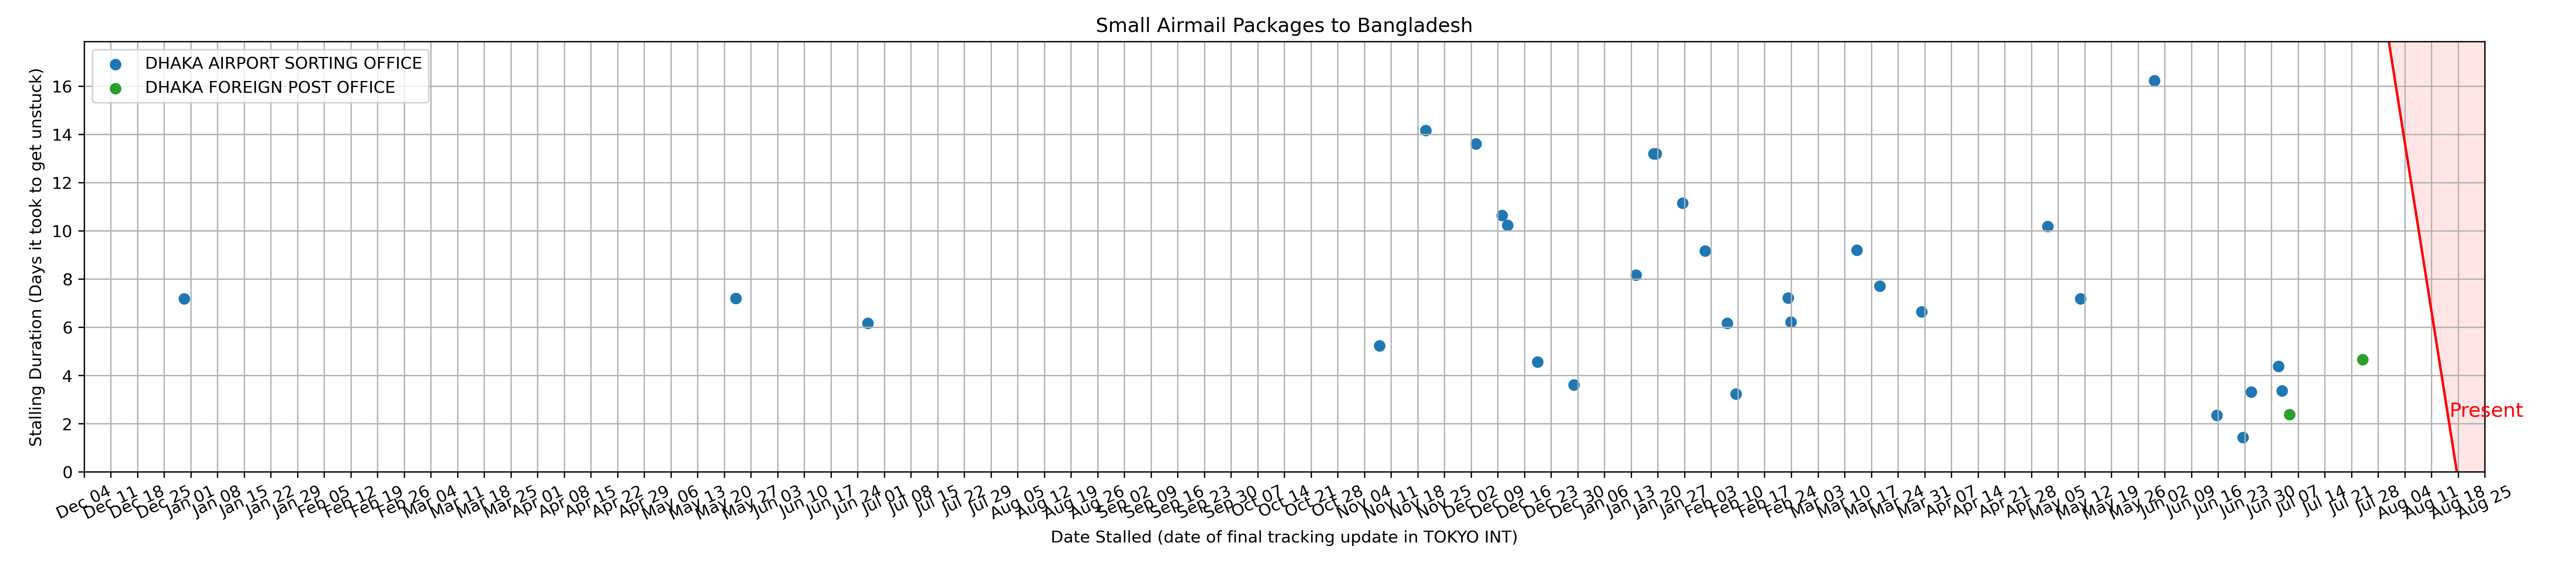 Small Airmail Packages to Bangladesh
DHAKA AIRPORT SORTING OFFICE
DHAKA FOREIGN POST OFFICE
Stalling Duration (Days it took to get unstuck)
16
14
12
10
8
6
4
2
0
Present
Dec 04
Dec 11
Dec 18
Dec 25
Jan 01
Jan 08
Jan 15
Jan 22
Jan 29
Feb 05
Feb 12
Feb 19
Feb 26
Mar 04
Mar 11
Mar 18
Mar 25
Apr 01
Apr 08
Apr 15
Apr 22
Apr 29
May 06
May 13
May 20
May 27
Jun 03
Jun 10
Jun 17
Jun 24
Jul 01
Jul 08
Jul 15
Jul 22
Jul 29
Aug 05
Aug 12
Aug 19
Aug 26
Sep 02
Sep 09
Sep 16
Sep 23
Sep 30
Oct 07
Oct 14
Oct 21
Oct 28
Nov 04
Nov 11
Nov 18
Nov 25
Dec 02
Dec 09
Dec 16
Dec 23
Dec 30
Jan 06
Jan 13
Jan 20
Jan 27
Feb 03
Feb 10
Feb 17
Feb 24
Mar 03
Mar 10
Mar 17
Mar 24
Mar 31
Apr 07
Apr 14
Apr 21
Apr 28
May 05
May 12
May 19
May 26
Jun 02
Jun 09
Jun 16
Jun 23
Jun 30
Jul 07
Jul 14
Jul 21
Jul 28
Aug 04
Aug 11
Aug 18
Aug 25
Date Stalled (date of final tracking update in TOKYO INT)